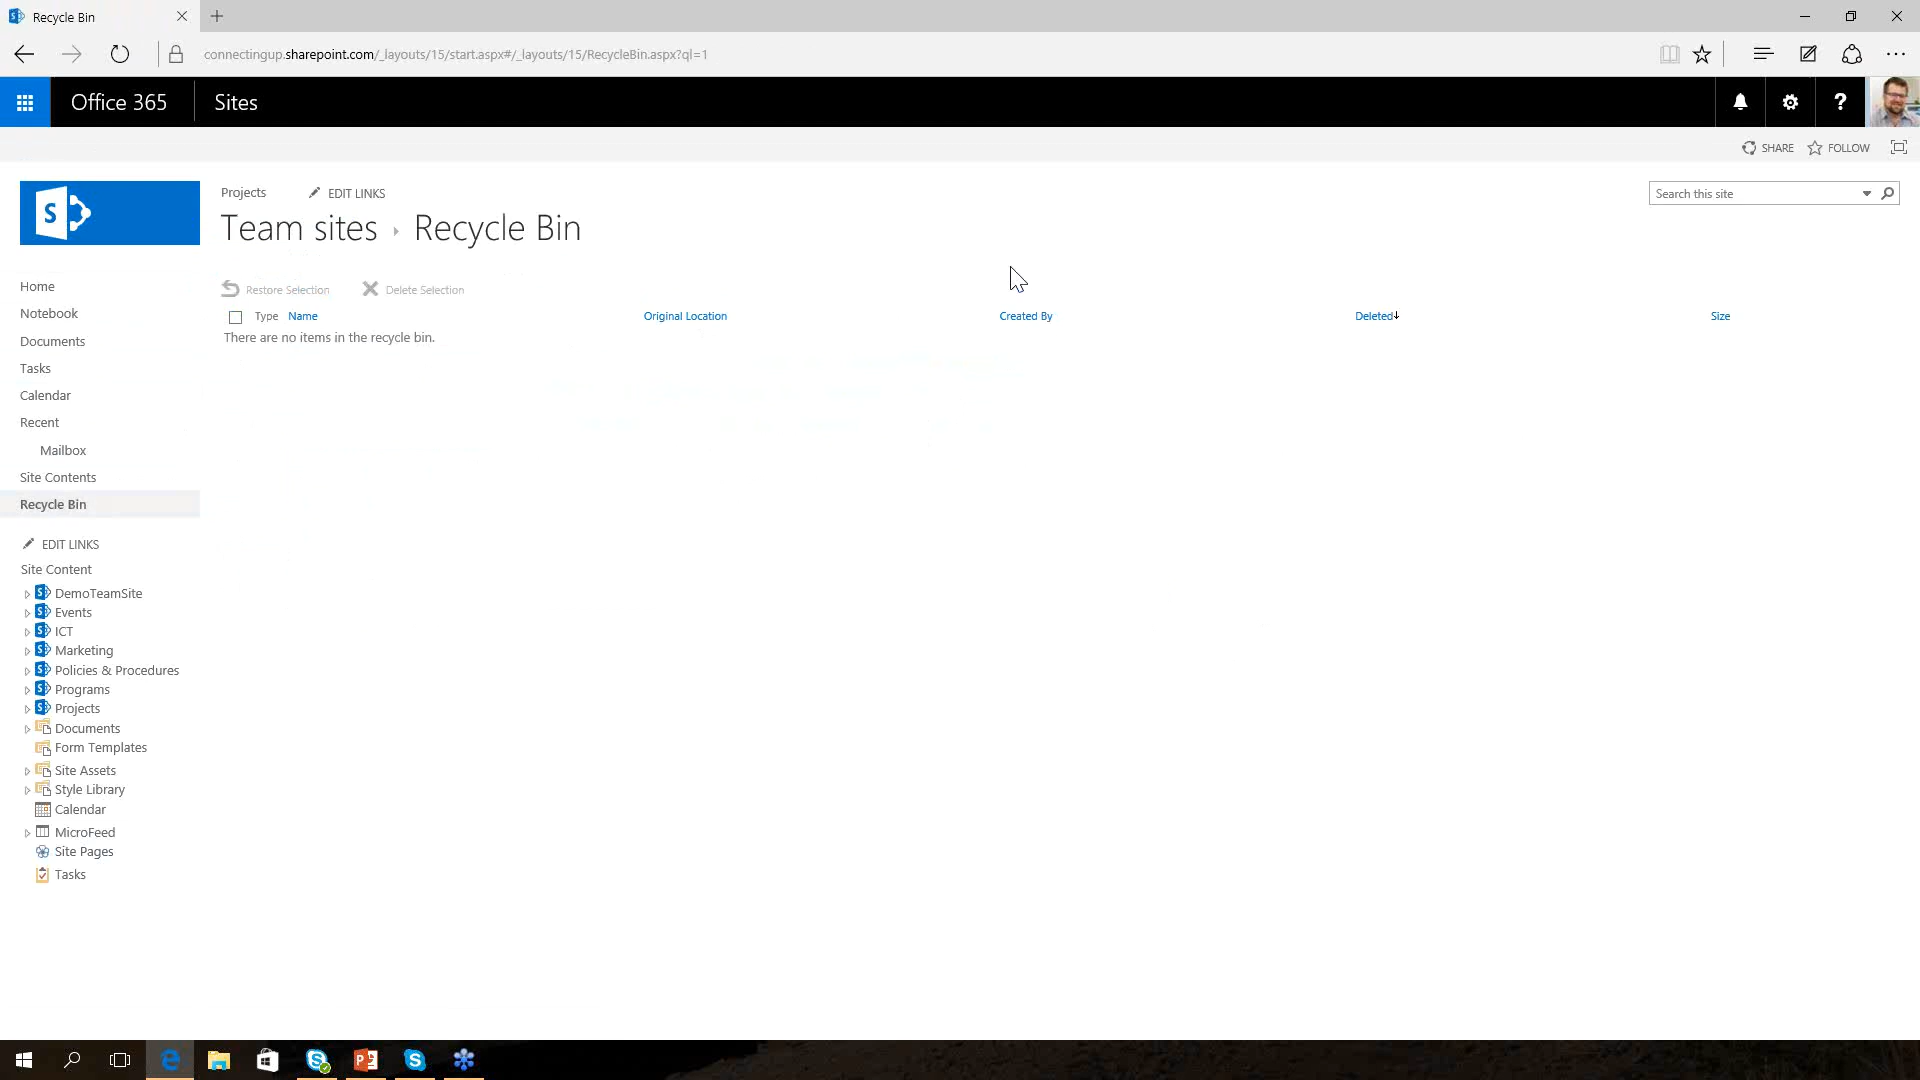 Recycle Bin
connectingup.sharepoint.com/_layouts/15/start.aspx#/_layouts/15/RecycleBin.aspx?ql=1
Office 365 Sites ?
SHARE FOLLOW
S
Projects EDIT LINKS
Search this site
Team sites Recycle Bin
Restore Selection Delete Selection
Type Name Original Location Created By Deleted Size
There are no items in the recycle bin.
Home
Notebook
Documents
Tasks
Calendar
Recent
Mailbox
Site Contents
Recycle Bin
EDIT LINKS
Site Content
DemoTeamSite
Events
ICT
Marketing
Policies & Procedures
Programs
Projects
Documents
Form Templates
Site Assets
Style Library
Calendar
MicroFeed
Site Pages
Tasks